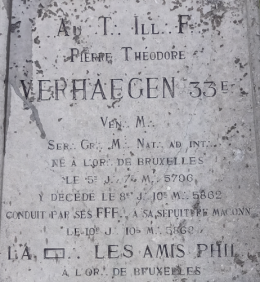 AU T∴ ILL∴ F∴
PIERRE THÉODORE
VERHAEGEN 33E
VEN∴ M∴
SER∴ GR∴ M∴ NAT∴ AD INT∴
NÉ À L'OR∴ DE BRUXELLES
LE 5E J∴ 7E M∴ 5796
Y DÉCÉDÉ LE 8E J∴ 10E M∴ 5862
CONDUIT PAR SES FFF∴ À SA SÉPULTURE MAÇONN∴
LE 10E J∴ 10E M∴ 5862
LA ▭∴ LES AMIS PHIL∴
À L'OR∴ DE BRUXELLES